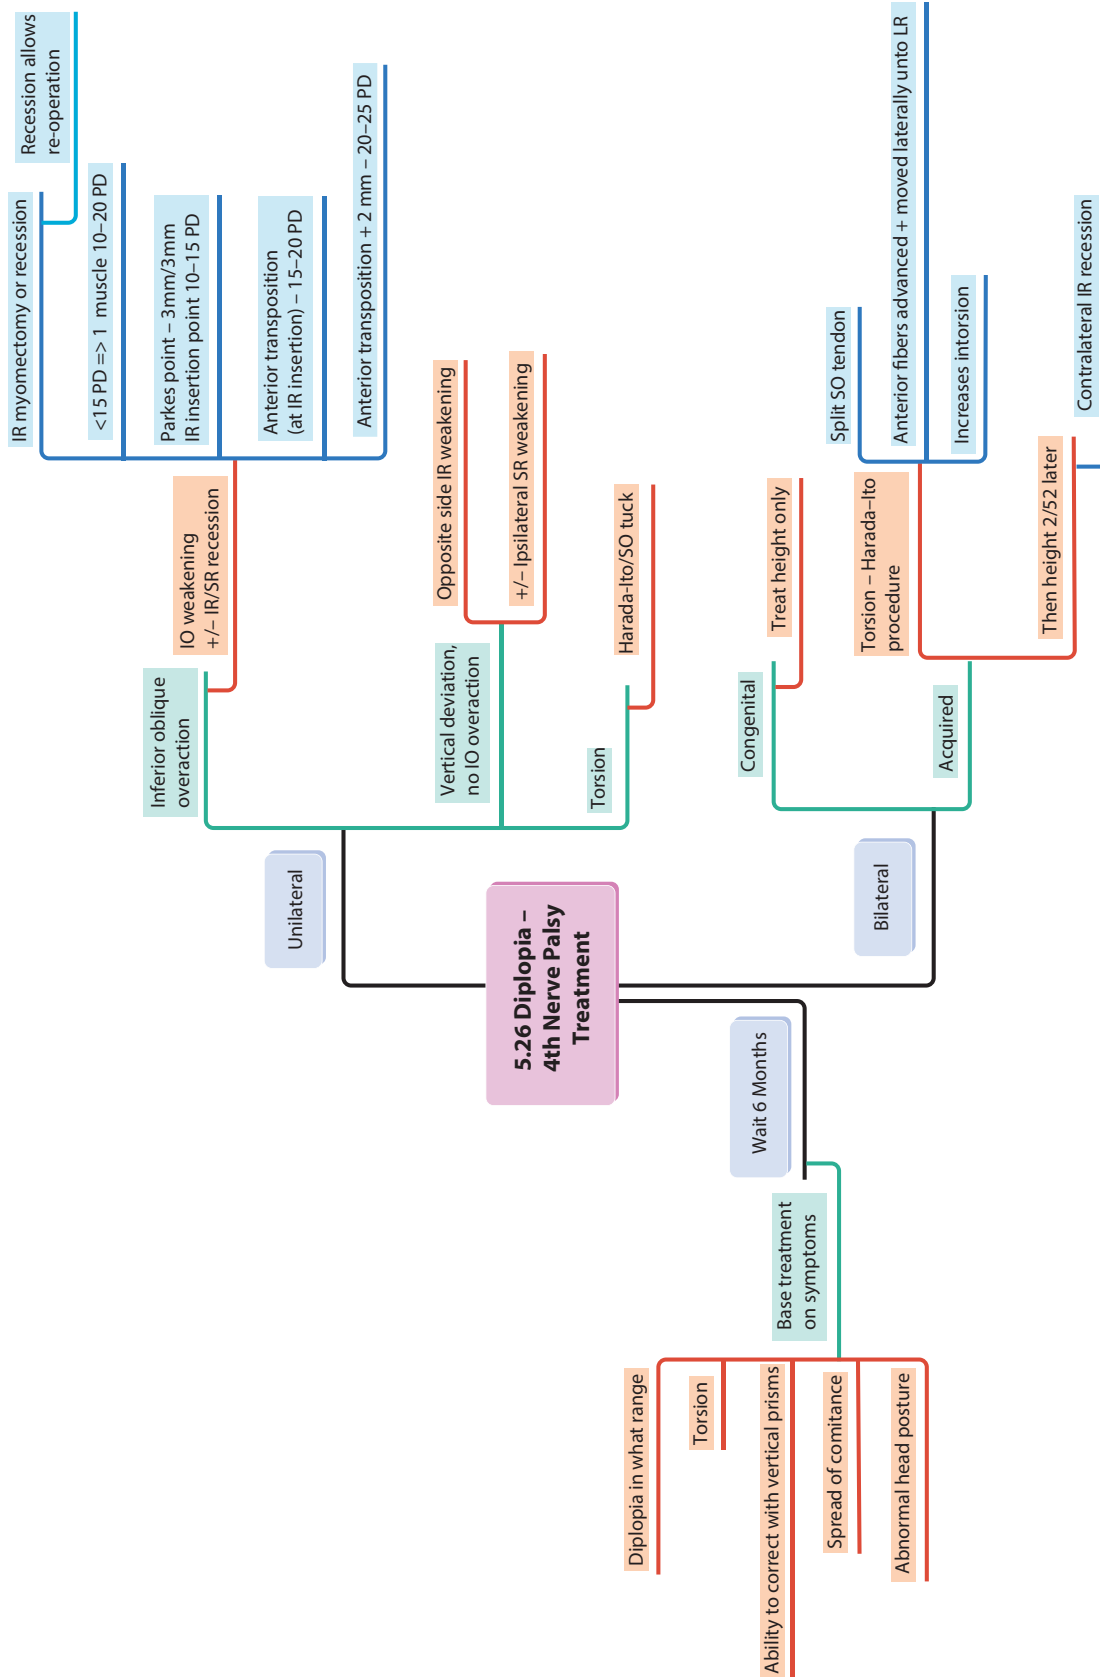 5.26 Diplopia –
4th Nerve Palsy
Treatment
Unilateral
Inferior oblique
overaction
IO weakening
+/– IR/SR recession
IR myomectomy or recession
Recession allows
re-operation
<15 PD => 1 muscle 10–20 PD
Parkes point – 3mm/3mm
IR insertion point 10–15 PD
Anterior transposition
(at IR insertion) – 15–20 PD
Anterior transposition + 2 mm – 20–25 PD
Vertical deviation,
no IO overaction
Opposite side IR weakening
+/– Ipsilateral SR weakening
Torsion
Harada-Ito/SO tuck
Bilateral
Congenital
Treat height only
Acquired
Torsion – Harada–Ito
procedure
Split SO tendon
Anterior fibers advanced + moved laterally unto LR
Increases intorsion
Then height 2/52 later
Contralateral IR recession
Wait 6 Months
Base treatment
on symptoms
Diplopia in what range
Torsion
Ability to correct with vertical prisms
Spread of comitance
Abnormal head posture